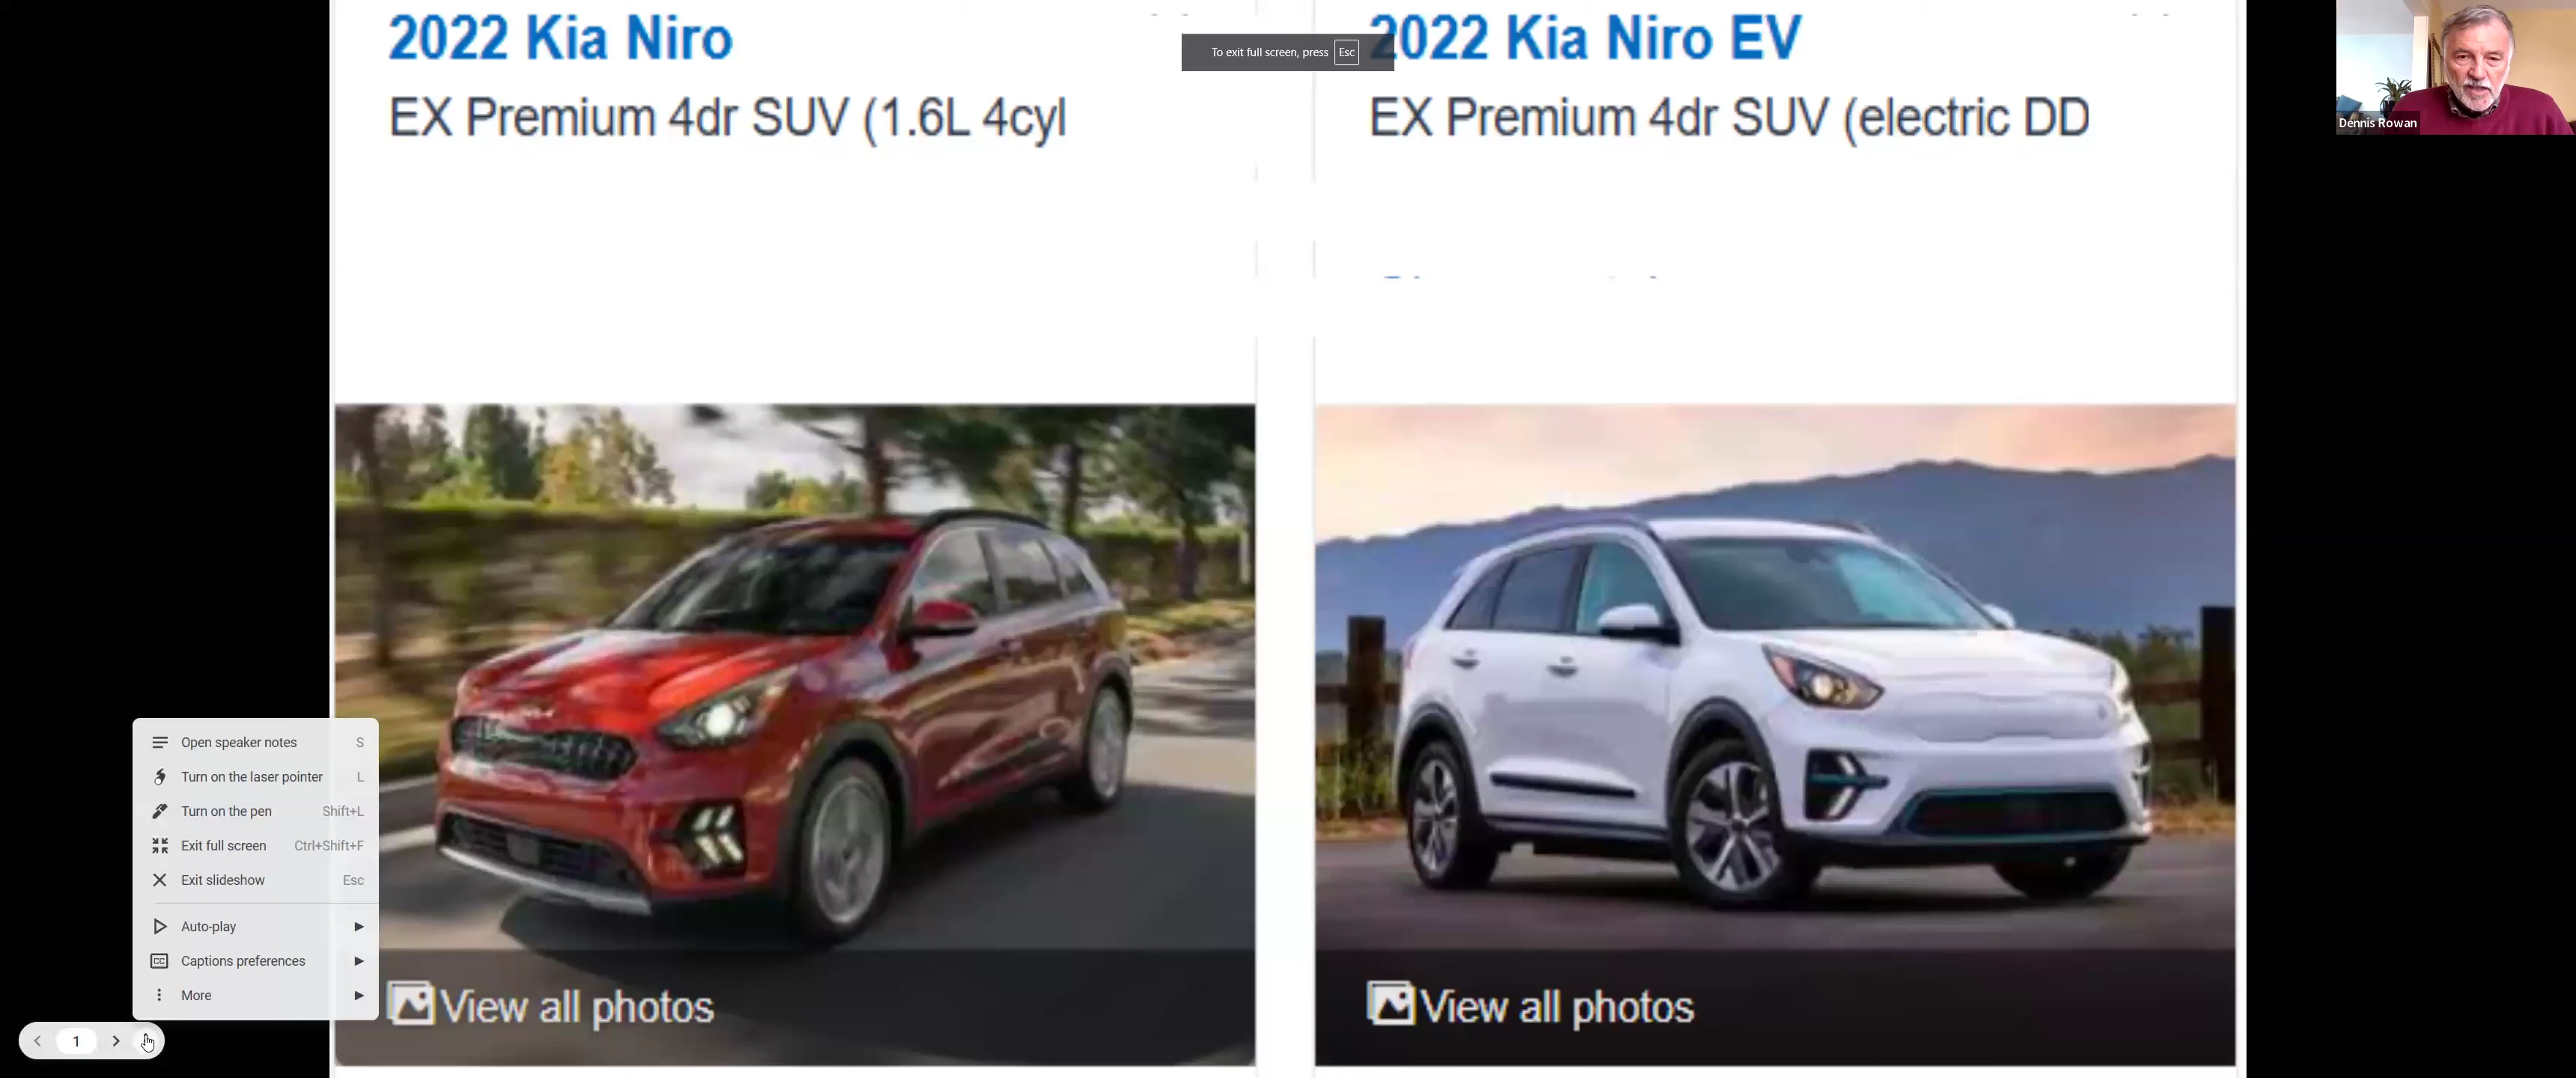 2022 Kia Niro
EX Premium 4dr SUV (1.6L 4cyl
To exit full screen, press Esc
2022 Kia Niro EV
EX Premium 4dr SUV (electric DD
Dennis Rowan
Open speaker notes S
Turn on the laser pointer L
Turn on the pen Shift+L
Exit full screen Ctrl+Shift+F
Exit slideshow Esc
Auto-play
CC Captions preferences
More
1
View all photos
View all photos